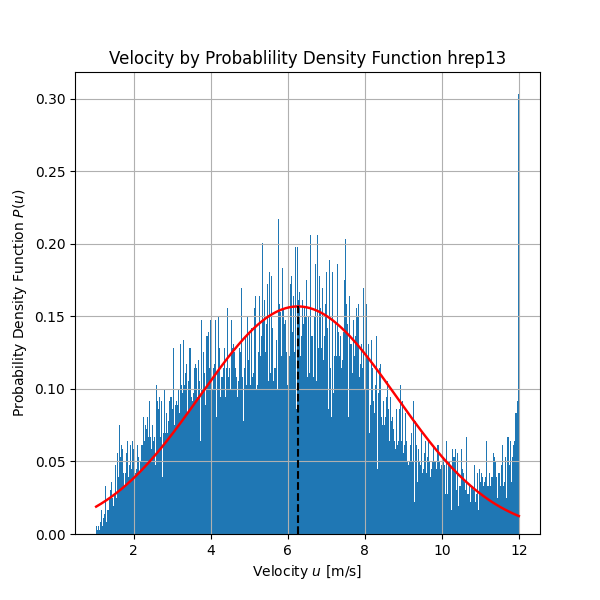 Velocity by Probablility Density Function hrep13
Probability Density Function P(u)
0.30
0.25
0.20
0.15
0.10
0.05
0.00
2 4 6 8 10 12
Velocity u [m/s]